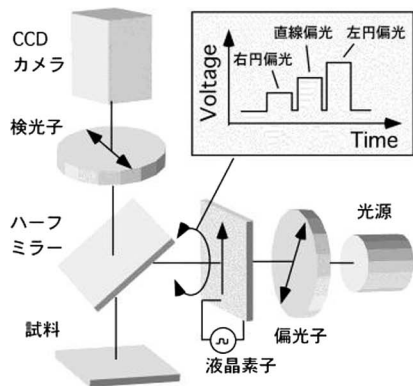 CCD
カメラ
検光子
ハーフ
ミラー
試料
Voltage
右円偏光
直線偏光
左円偏光
Time
光源
偏光子
液晶素子